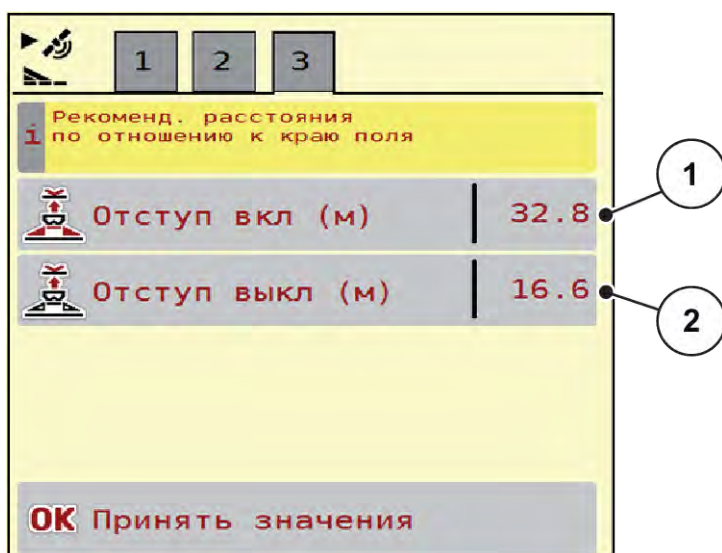 1 2 3
i Рекоменд. расстояния
по отношению к краю поля
Отступ вкл (м) 32.8
1
Отступ выкл (м) 16.6
2
OK Принять значения